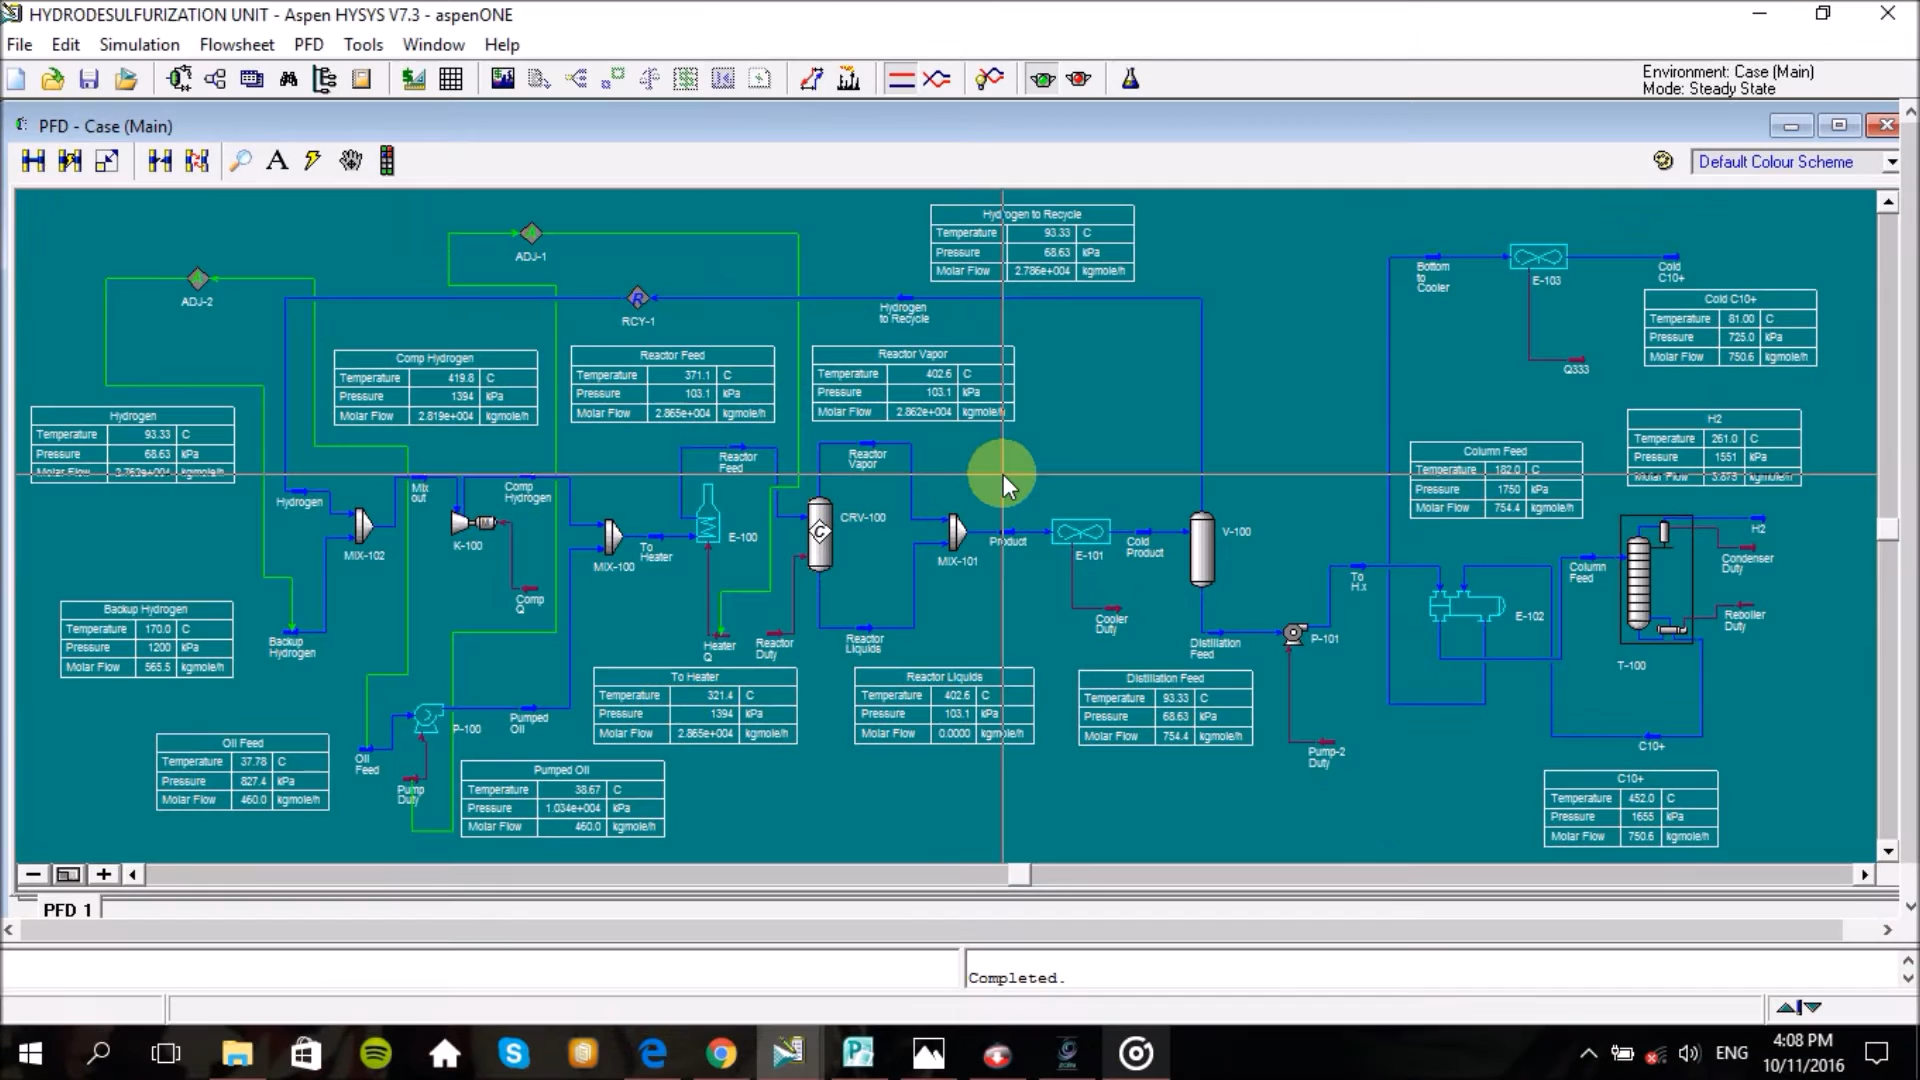 HYDRODESULFURIZATION UNIT - Aspen HYSYS V7.3 - aspenONE
File Edit Simulation Flowsheet PFD Tools Window Help
Environment: Case (Main)
Mode: Steady State
PFD - Case (Main)
Default Colour Scheme
Hydrogen to Recycle
Temperature 93.33 C
Pressure 68.63 kPa
Molar Flow 2.786e+004 kgmole/h
ADJ-1
ADJ-2
RCY-1
Hydrogen
to Recycle
Bottom
to
Cooler
E-103
Cold
C10+
Cold C10+
Temperature 81.00 C
Pressure 725.0 kPa
Molar Flow 750.6 kgmole/h
Q333
Comp Hydrogen
Temperature 419.8 C
Pressure 1394 kPa
Molar Flow 2.819e+004 kgmole/h
Reactor Feed
Temperature 371.1 C
Pressure 103.1 kPa
Molar Flow 2.865e+004 kgmole/h
Reactor Vapor
Temperature 402.6 C
Pressure 103.1 kPa
Molar Flow 2.862e+004 kgmole/h
Hydrogen
Temperature 93.33 C
Pressure 68.63 kPa
Molar Flow kgmole/h
H2
Temperature 261.0 C
Pressure 1551 kPa
Molar Flow 3.873 kgmole/h
Column Feed
Temperature 182.0 C
Pressure 1750 kPa
Molar Flow 754.4 kgmole/h
Hydrogen
MIX-102
Mix
out
K-100
Comp
Hydrogen
Comp
Q
MIX-100
To
Heater
Reactor
Feed
E-100
Heater
Q
Reactor
Duty
Reactor
Vapor
CRV-100
Reactor
Liquids
MIX-101
Product
E-101
Cooler
Duty
Cold
Product
V-100
Distillation
Feed
P-101
Pump-2
Duty
To
H.x
E-102
Column
Feed
T-100
H2
Condenser
Duty
Reboiler
Duty
C10+
Backup Hydrogen
Temperature 170.0 C
Pressure 1200 kPa
Molar Flow 565.5 kgmole/h
Backup
Hydrogen
Oil Feed
Temperature 37.78 C
Pressure 827.4 kPa
Molar Flow 460.0 kgmole/h
Oil
Feed
P-100
Pump
Duty
Pumped
Oil
Pumped Oil
Temperature 38.67 C
Pressure 1.034e+004 kPa
Molar Flow 460.0 kgmole/h
To Heater
Temperature 321.4 C
Pressure 1394 kPa
Molar Flow 2.865e+004 kgmole/h
Reactor Liquids
Temperature 402.6 C
Pressure 103.1 kPa
Molar Flow 0.0000 kgmole/h
Distillation Feed
Temperature 93.33 C
Pressure 68.63 kPa
Molar Flow 754.4 kgmole/h
C10+
Temperature 452.0 C
Pressure 1655 kPa
Molar Flow 750.6 kgmole/h
PFD 1
Completed.
ENG
4:08 PM
10/11/2016